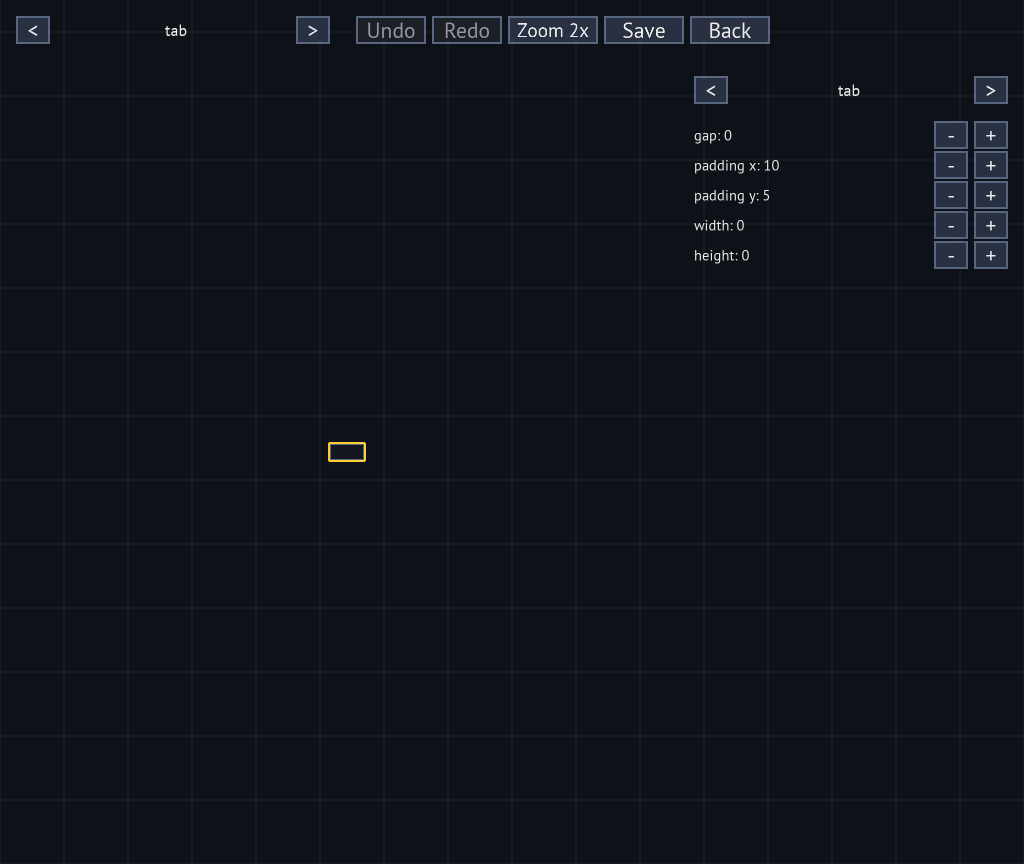 < tab > Undo Redo Zoom 2x Save Back
< tab >
gap: 0 - +
padding x: 10 - +
padding y: 5 - +
width: 0 - +
height: 0 - +